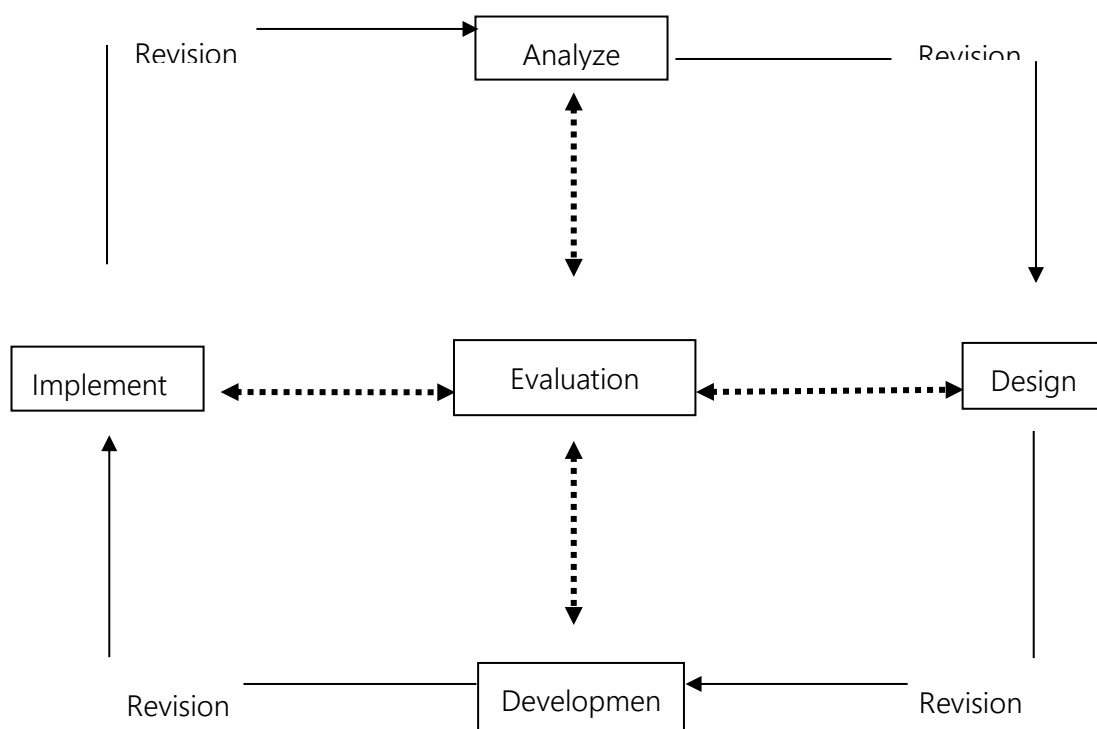 Revision
Analyze
Revision
Implement
Evaluation
Design
Revision
Developmen
Revision